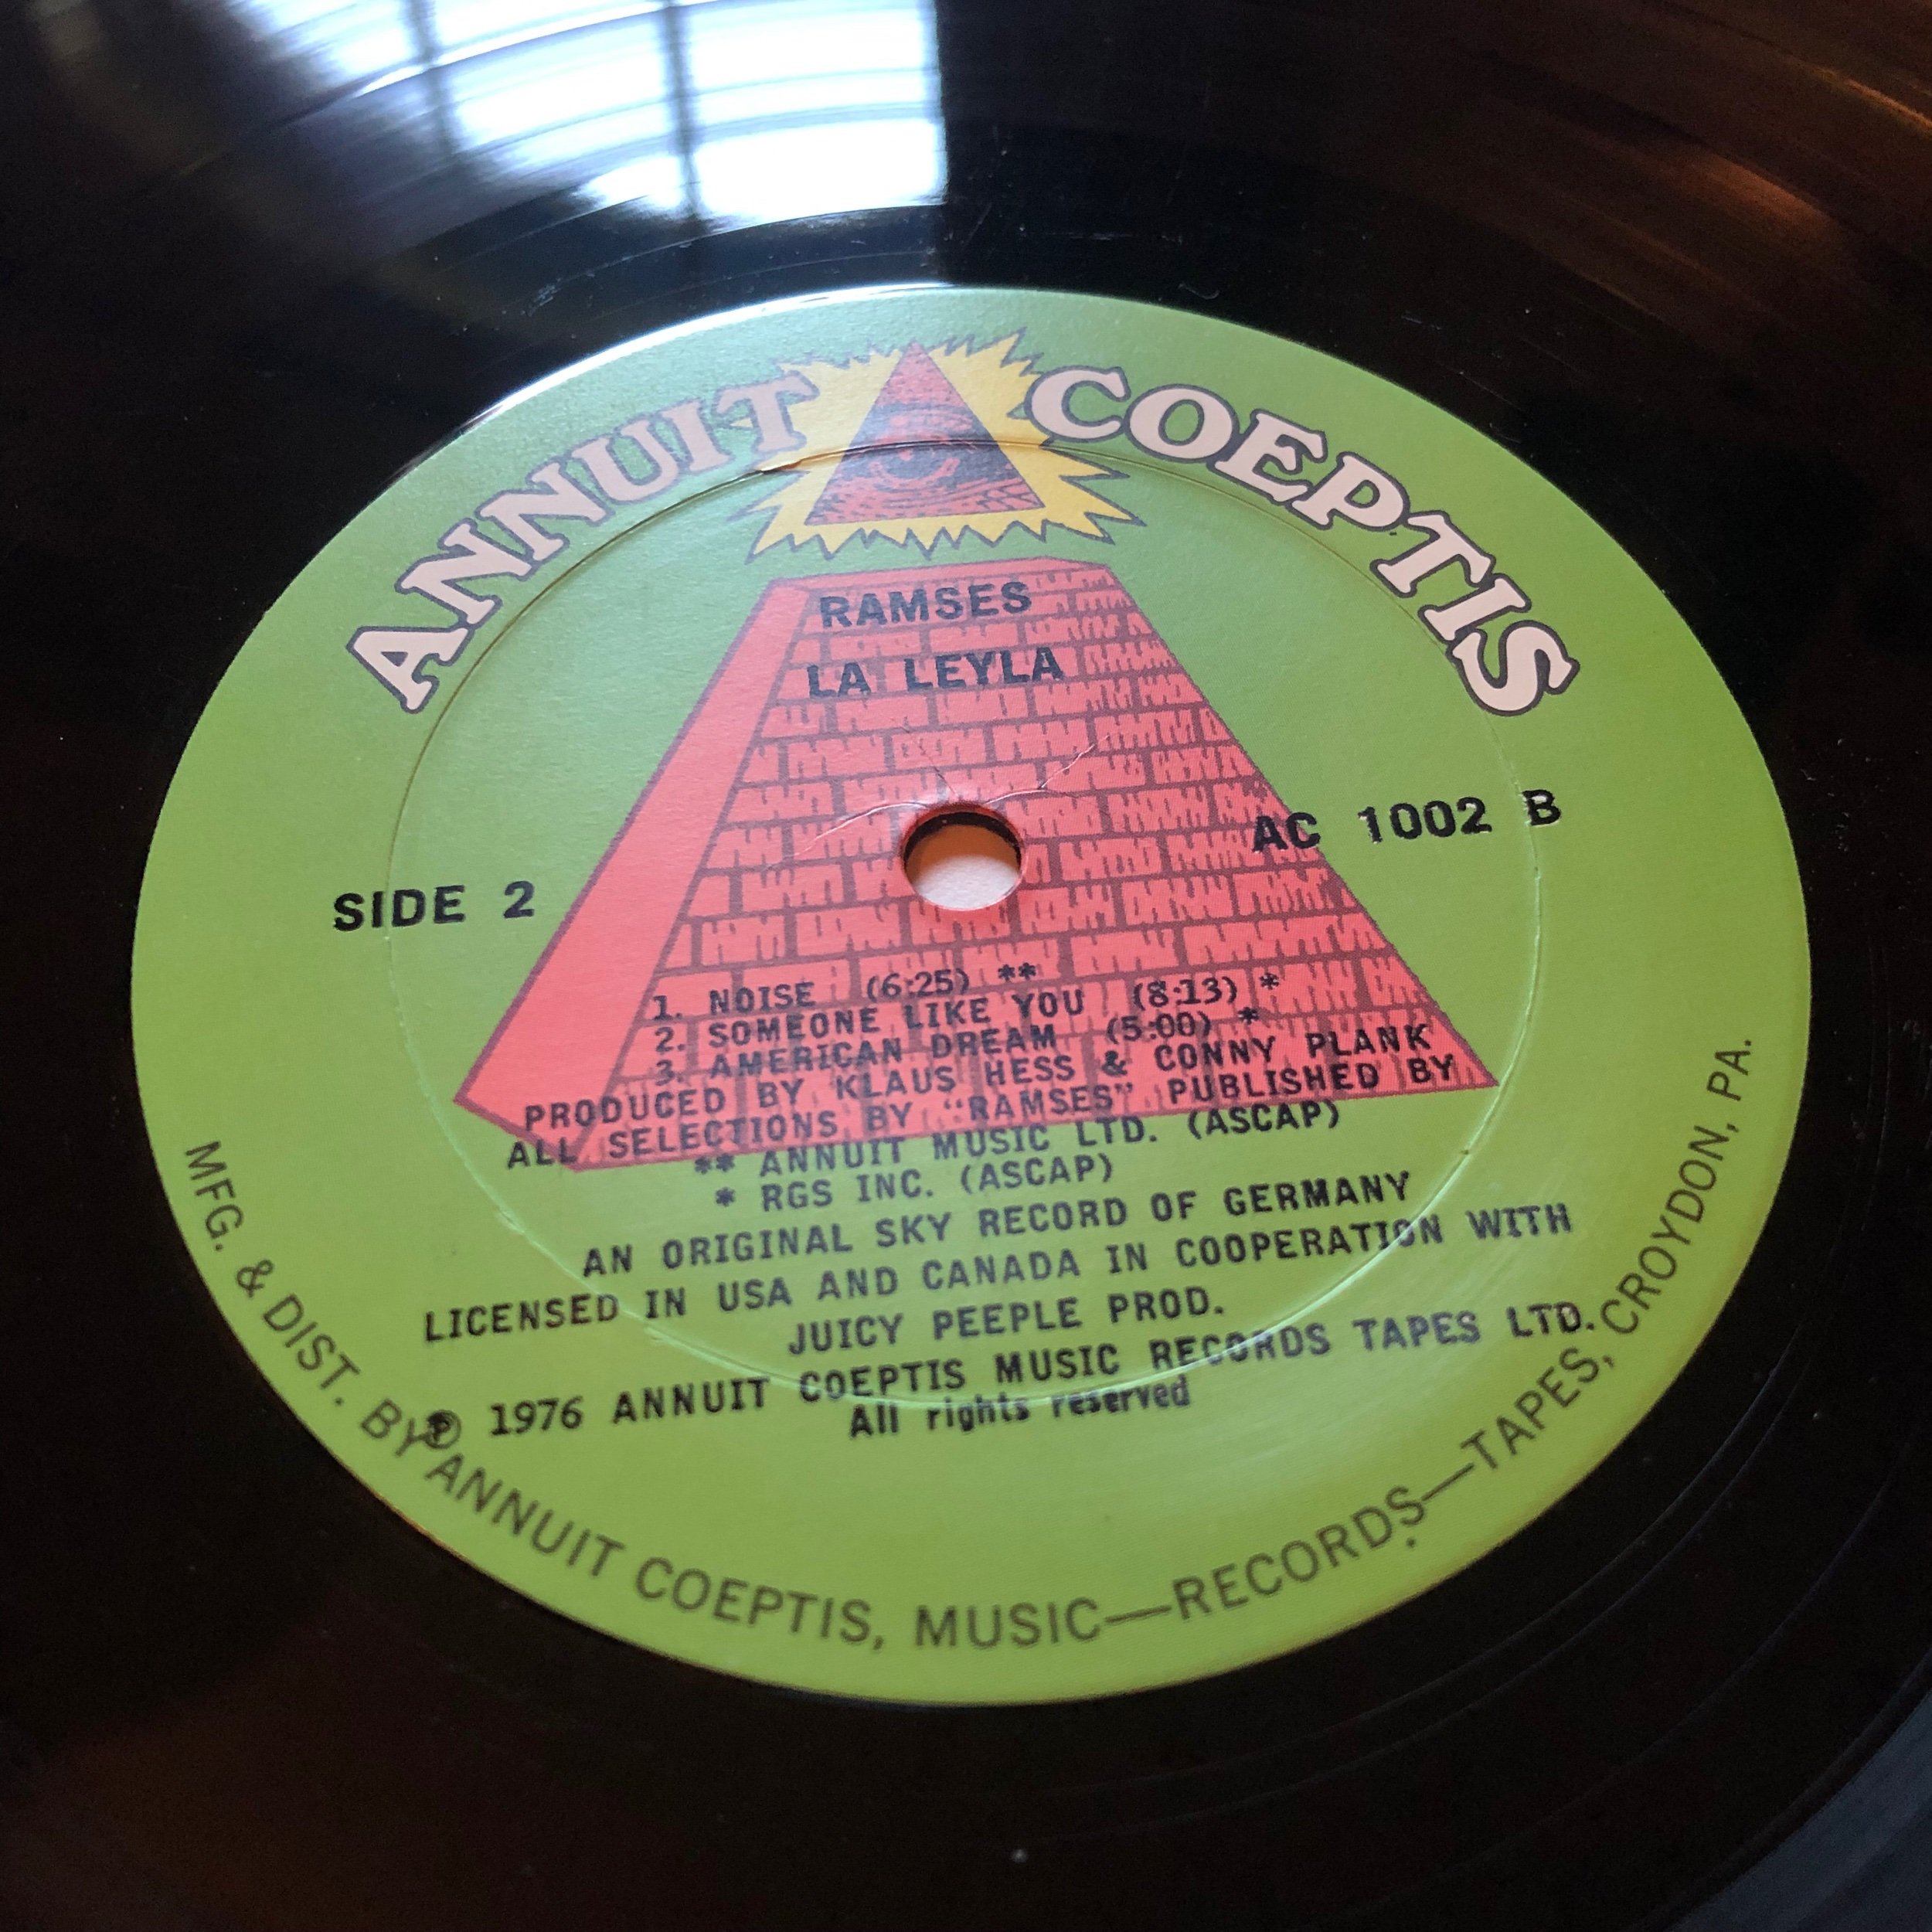 ANNUIT COEPTIS
RAMSES
LA LEYLA
SIDE 2
AC 1002 B
1. NOISE (6:25) **
2. SOMEONE LIKE YOU (8:13) *
3. AMERICAN DREAM (5:00) *
PRODUCED BY KLAUS HESS & CONNY PLANK
ALL SELECTIONS BY “RAMSES” PUBLISHED BY
** ANNUIT MUSIC LTD. (ASCAP)
* RGS INC. (ASCAP)
AN ORIGINAL SKY RECORD OF GERMANY
LICENSED IN USA AND CANADA IN COOPERATION WITH
JUICY PEEPLE PROD.
℗ 1976 ANNUIT COEPTIS MUSIC RECORDS TAPES LTD.
All rights reserved
MFG. & DIST. BY ANNUIT COEPTIS, MUSIC—RECORDS—TAPES, CROYDON, PA.